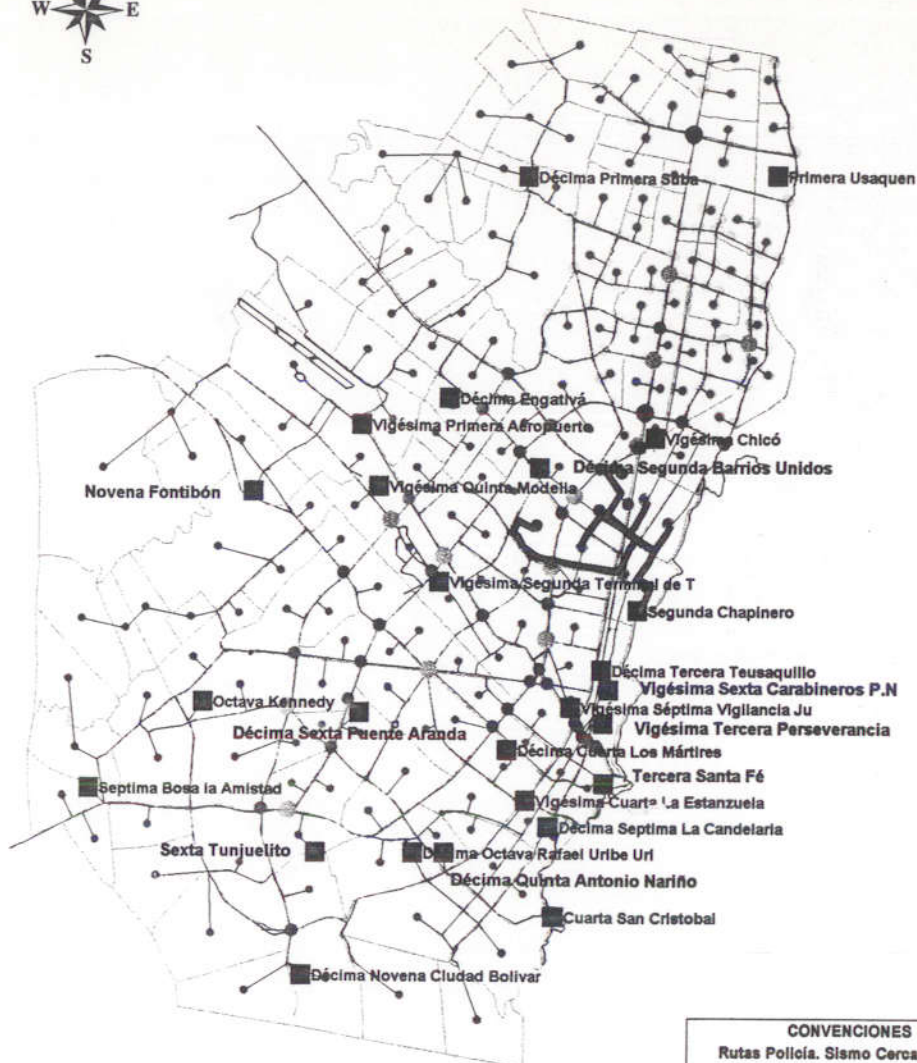 W E
S
Décima Primera Suba
Primera Usaquen
Décima Engativá
Vigésima Primera Aeropuerto
Vigésima Chicó
Décima Segunda Barrios Unidos
Novena Fontibón
Vigésima Quinta Modelia
Vigésima Segunda Terminal de T
Segunda Chapinero
Décima Tercera Teusaquillo
Vigésima Sexta Carabineros P.N
Octava Kennedy
Vigésima Séptima Vigilancia Ju
Décima Sexta Puente Aranda
Vigésima Tercera Perseverancia
Décima Cuarta Los Mártires
Tercera Santa Fé
Septima Bosa la Amistad
Vigésima Cuarta La Estanzuela
Décima Septima La Candelaria
Sexta Tunjuelito
Décima Octava Rafael Uribe Uri
Décima Quinta Antonio Nariño
Cuarta San Cristobal
Décima Novena Ciudad Bolivar
CONVENCIONES
Rutas Policía. Sismo Cerca